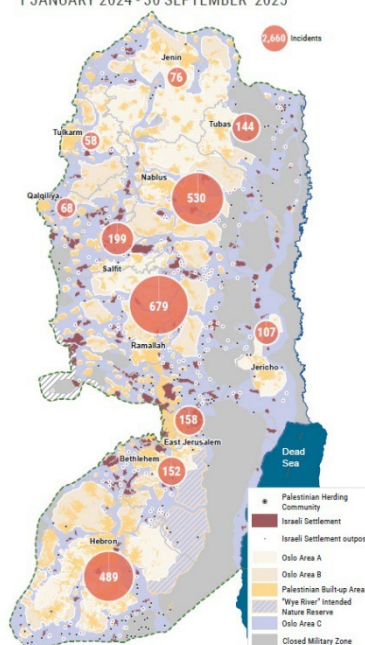 1 JANUARY 2024 - 30 SEPTEMBER 2025
2,660 Incidents
Jenin
76
Tubas
144
Tulkarm
58
Nablus
530
Qalqiliya
68
199
Salfit
679
Ramallah
107
Jericho
158
East Jerusalem
Bethlehem
152
Dead
Sea
Hebron
489
Palestinian Herding
Community
Israeli Settlement
Israeli Settlement outpos
Oslo Area A
Oslo Area B
Palestinian Built-up Area
"Wye River" Intended
Nature Reserve
Oslo Area C
Closed Military Zone